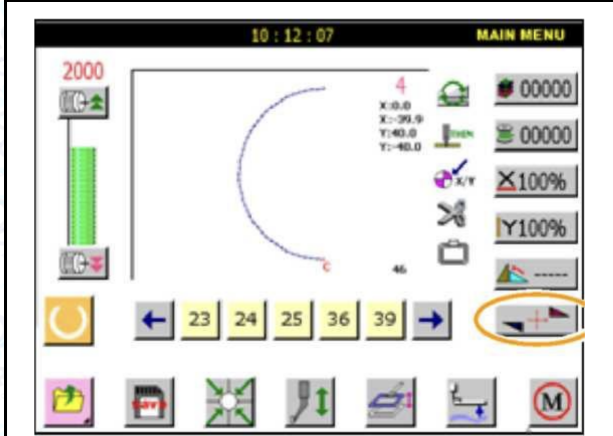 10 : 12 : 07
MAIN MENU
2000
4
X:0.0
X:-39.9
Y:40.0
Y:-40.0
X/Y
C
46
00000
00000
X100%
Y100%
-----
23 24 25 36 39
save
M